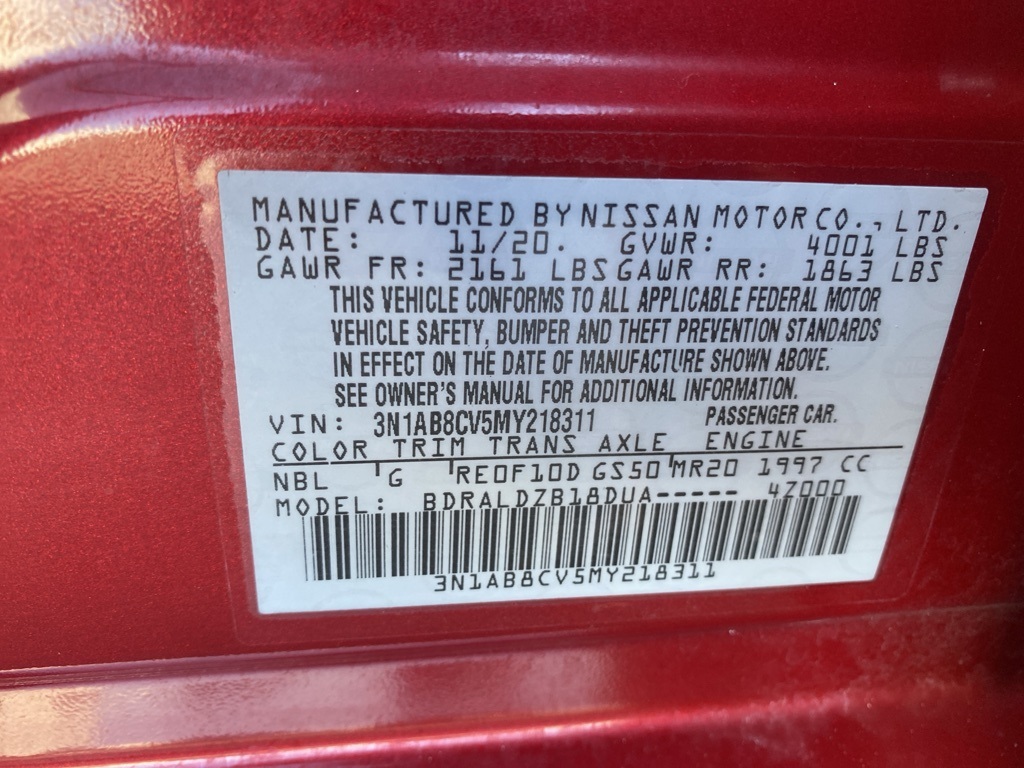 MANUFACTURED BY NISSAN MOTOR CO., LTD.
DATE: 11/20. GVWR: 4001 LBS
GAWR FR: 2161 LBS GAWR RR: 1863 LBS
THIS VEHICLE CONFORMS TO ALL APPLICABLE FEDERAL MOTOR
VEHICLE SAFETY, BUMPER AND THEFT PREVENTION STANDARDS
IN EFFECT ON THE DATE OF MANUFACTURE SHOWN ABOVE.
SEE OWNER'S MANUAL FOR ADDITIONAL INFORMATION.
VIN: 3N1AB8CV5MY218311 PASSENGER CAR.
COLOR TRIM TRANS AXLE ENGINE
NBL 'G 'RE0F10D GS50'MR20 1997 CC
MODEL: BDRALDZB18DUA----- 4Z000
3N1AB8CV5MY218311